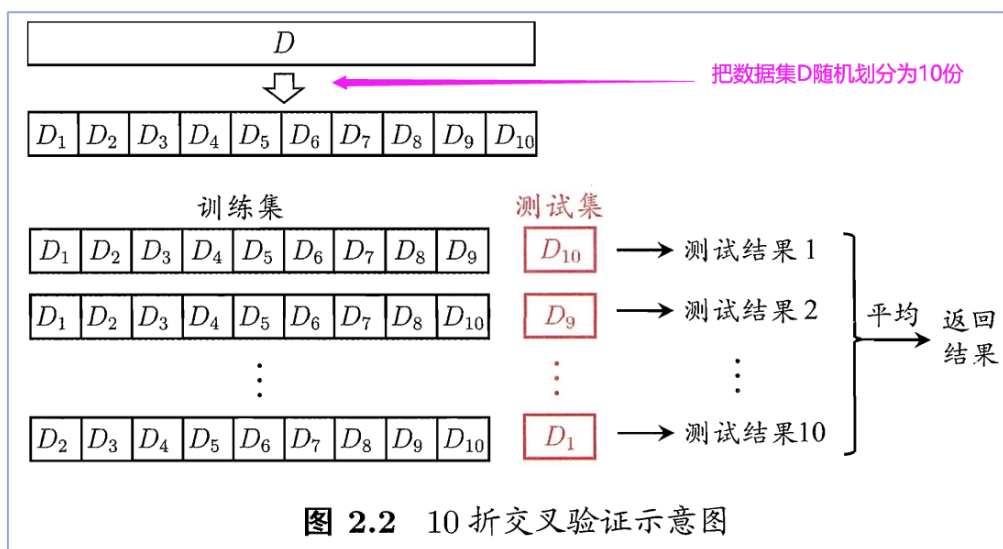 D
把数据集D随机划分为10份
D₁ D₂ D₃ D₄ D₅ D₆ D₇ D₈ D₉ D₁₀
训练集 测试集
D₁ D₂ D₃ D₄ D₅ D₆ D₇ D₈ D₉ D₁₀ 测试结果 1
D₁ D₂ D₃ D₄ D₅ D₆ D₇ D₈ D₁₀ D₉ 测试结果 2
平均 返回
结果
D₂ D₃ D₄ D₅ D₆ D₇ D₈ D₉ D₁₀ D₁ 测试结果10
图 2.2 10 折交叉验证示意图